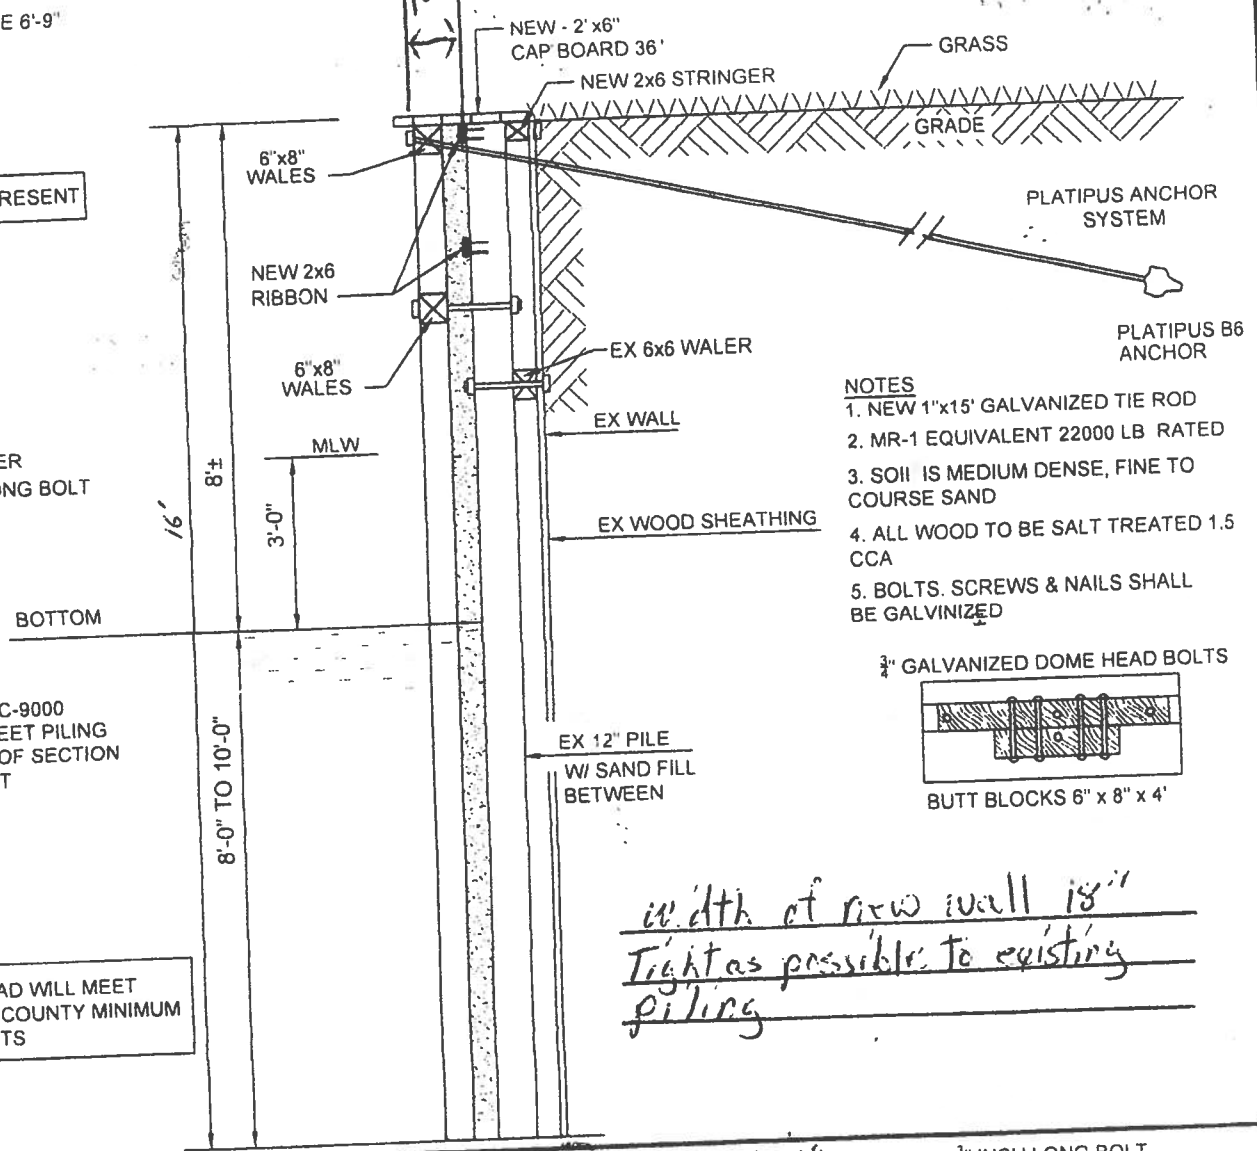 E 6'-9"
NEW - 2'x6"
CAP BOARD 36'
GRASS
NEW 2x6 STRINGER
GRADE
6"x8"
WALES
RESENT
PLATIPUS ANCHOR
SYSTEM
NEW 2x6
RIBBON
PLATIPUS B6
ANCHOR
EX 6x6 WALER
6"x8"
WALES
NOTES
1. NEW 1"x15' GALVANIZED TIE ROD
EX WALL
2. MR-1 EQUIVALENT 22000 LB RATED
MLW
ER
ONG BOLT
8'±
16'
3'-0"
3. SOIl IS MEDIUM DENSE, FINE TO
COURSE SAND
EX WOOD SHEATHING
4. ALL WOOD TO BE SALT TREATED 1.5
CCA
5. BOLTS. SCREWS & NAILS SHALL
BE GALVINIZED
BOTTOM
3/4" GALVANIZED DOME HEAD BOLTS
C-9000
EET PILING
OF SECTION
T
8'-0" TO 10'-0"
EX 12" PILE
W/ SAND FILL
BETWEEN
BUTT BLOCKS 6" x 8" x 4'
width of new wall 18"
Tight as possible to existing
piling
AD WILL MEET
COUNTY MINIMUM
TS
LONG BOLT